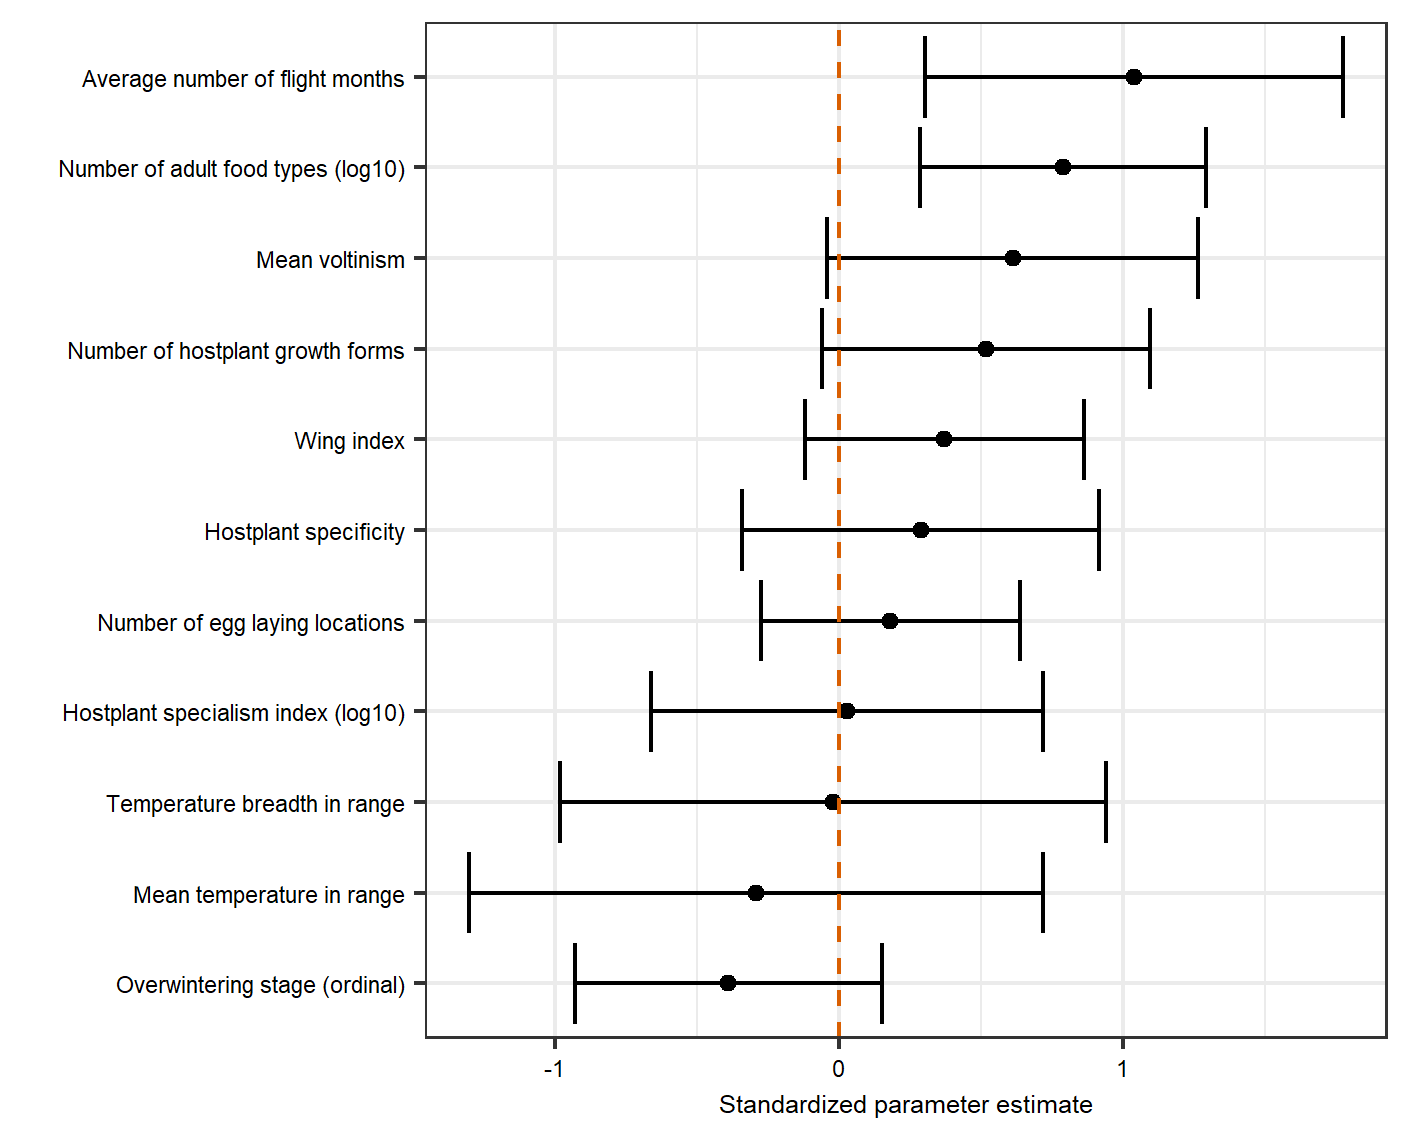 Average number of flight months
Number of adult food types (log10)
Mean voltinism
Number of hostplant growth forms
Wing index
Hostplant specificity
Number of egg laying locations
Hostplant specialism index (log10)
Temperature breadth in range
Mean temperature in range
Overwintering stage (ordinal)
-1 0 1
Standardized parameter estimate